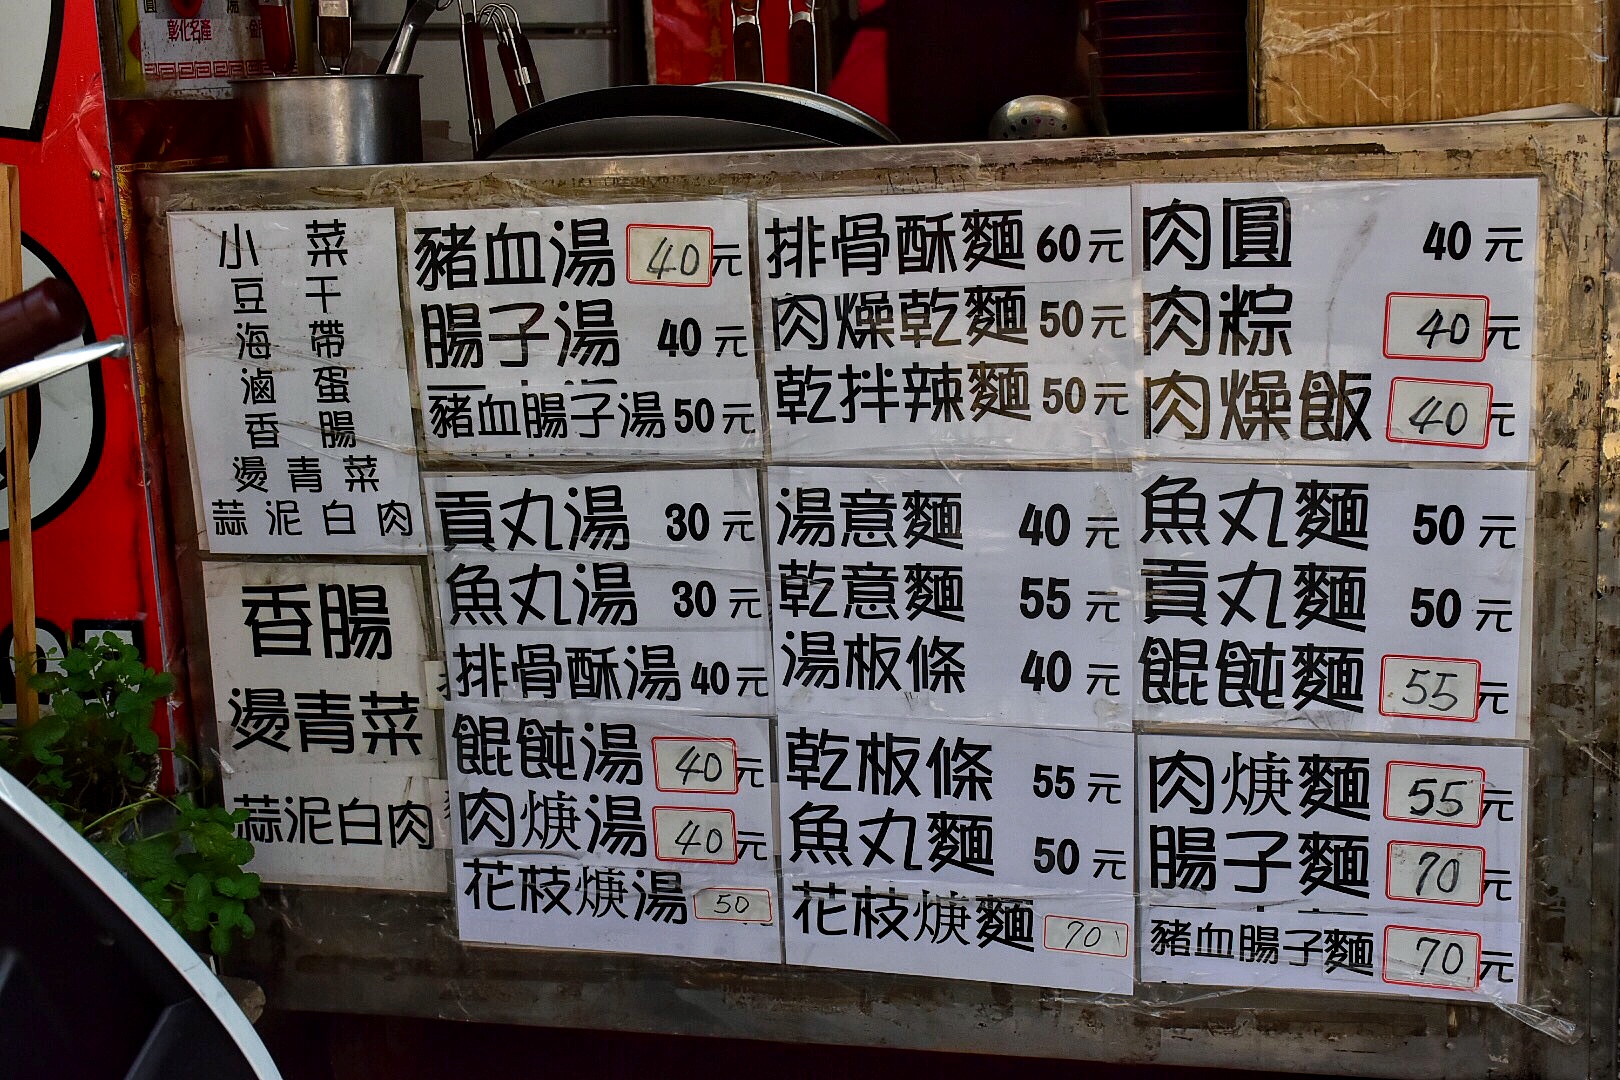 彰化名產
小菜
豆干
海帶
滷蛋
香腸
燙青菜
蒜泥白肉
香腸
燙青菜
蒜泥白肉
豬血湯 40元
腸子湯 40元
豬血腸子湯 50元
貢丸湯 30元
魚丸湯 30元
排骨酥湯 40元
餛飩湯 40元
肉焿湯 40元
花枝焿湯 50
排骨酥麵 60元
肉燥乾麵 50元
乾拌辣麵 50元
湯意麵 40元
乾意麵 55元
湯板條 40元
乾板條 55元
魚丸麵 50元
花枝焿麵 70
肉圓 40元
肉粽 40元
肉燥飯 40元
魚丸麵 50元
貢丸麵 50元
餛飩麵 55元
肉焿麵 55元
腸子麵 70元
豬血腸子麵 70元